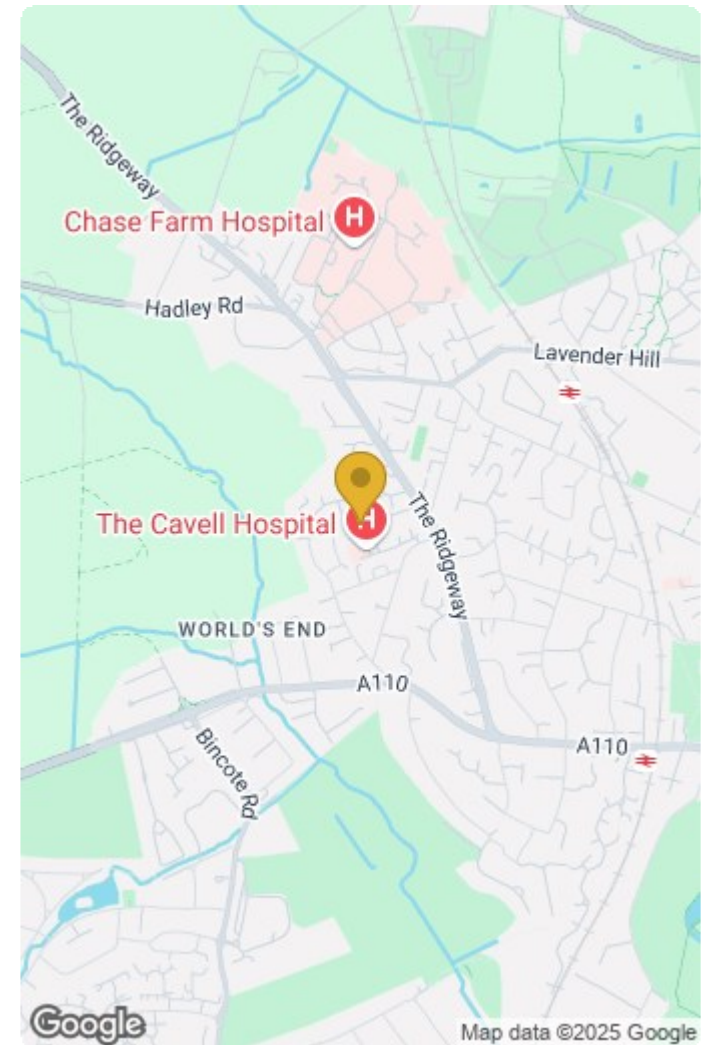 The Ridgeway
Chase Farm Hospital H
Hadley Rd
Lavender Hill
The Cavell Hospital H
The Ridgeway
WORLD'S END
A110
A110
Bincote Rd
Google
Map data ©2025 Google